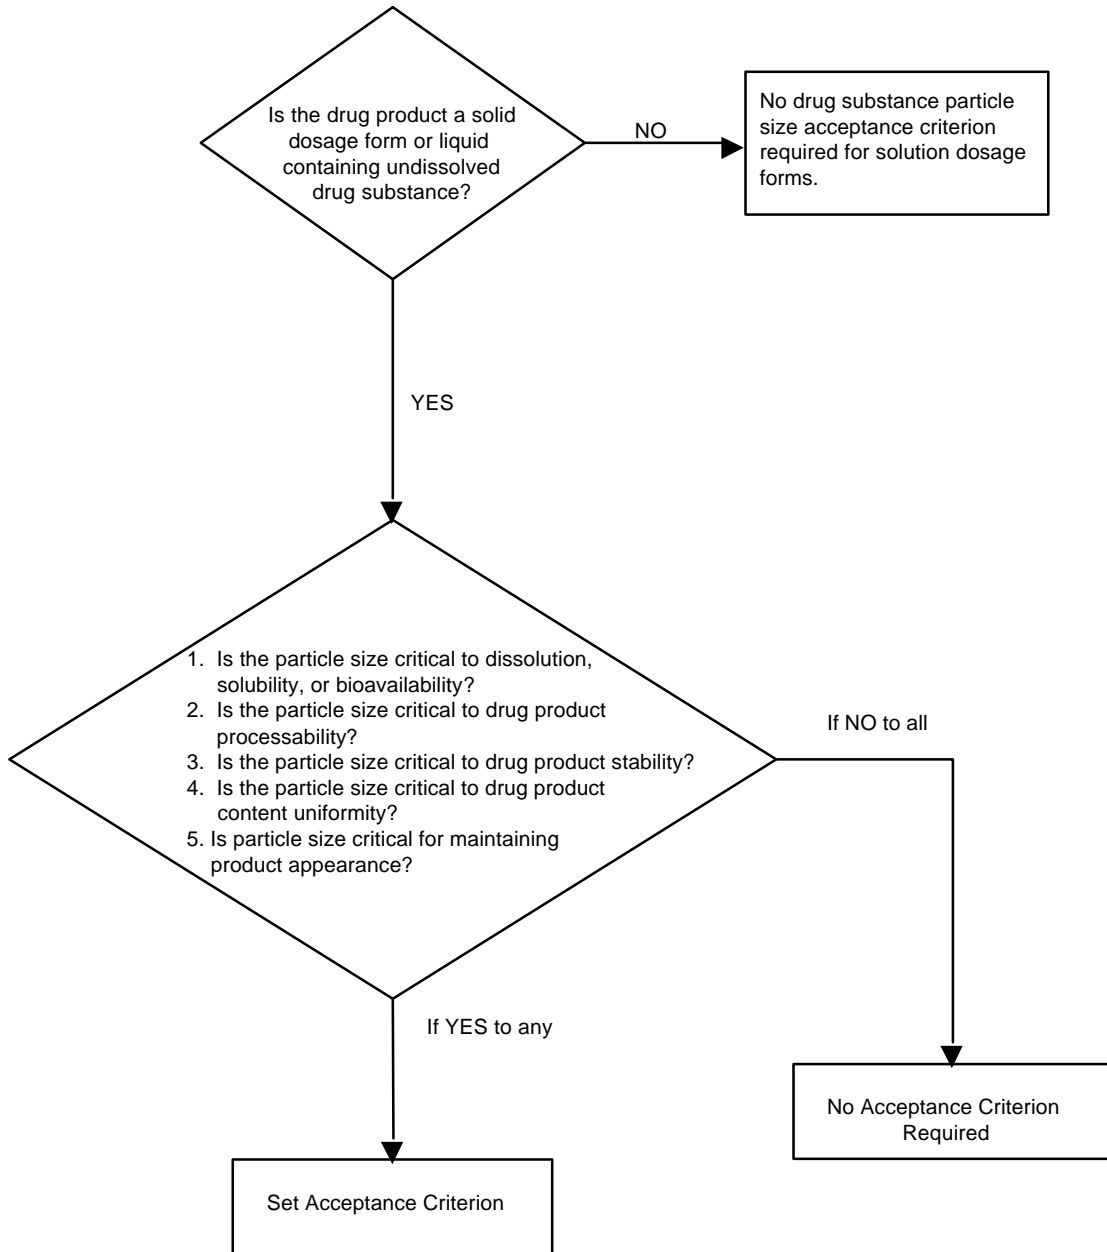 Is the drug product a solid
dosage form or liquid
containing undissolved
drug substance?
NO
No drug substance particle
size acceptance criterion
required for solution dosage
forms.
YES
1. Is the particle size critical to dissolution,
solubility, or bioavailability?
2. Is the particle size critical to drug product
processability?
3. Is the particle size critical to drug product stability?
4. Is the particle size critical to drug product
content uniformity?
5. Is particle size critical for maintaining
product appearance?
If NO to all
If YES to any
No Acceptance Criterion
Required
Set Acceptance Criterion